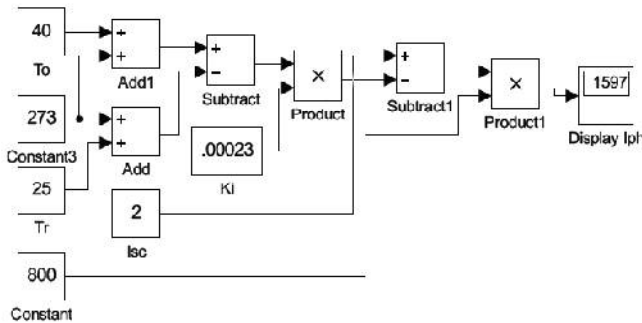 40
To
+
+
Add1
+
−
Subtract
×
Product
+
−
Subtract1
×
Product1
1597
Display Iph
273
Constant3
+
+
Add
.00023
Ki
25
Tr
2
Isc
800
Constant